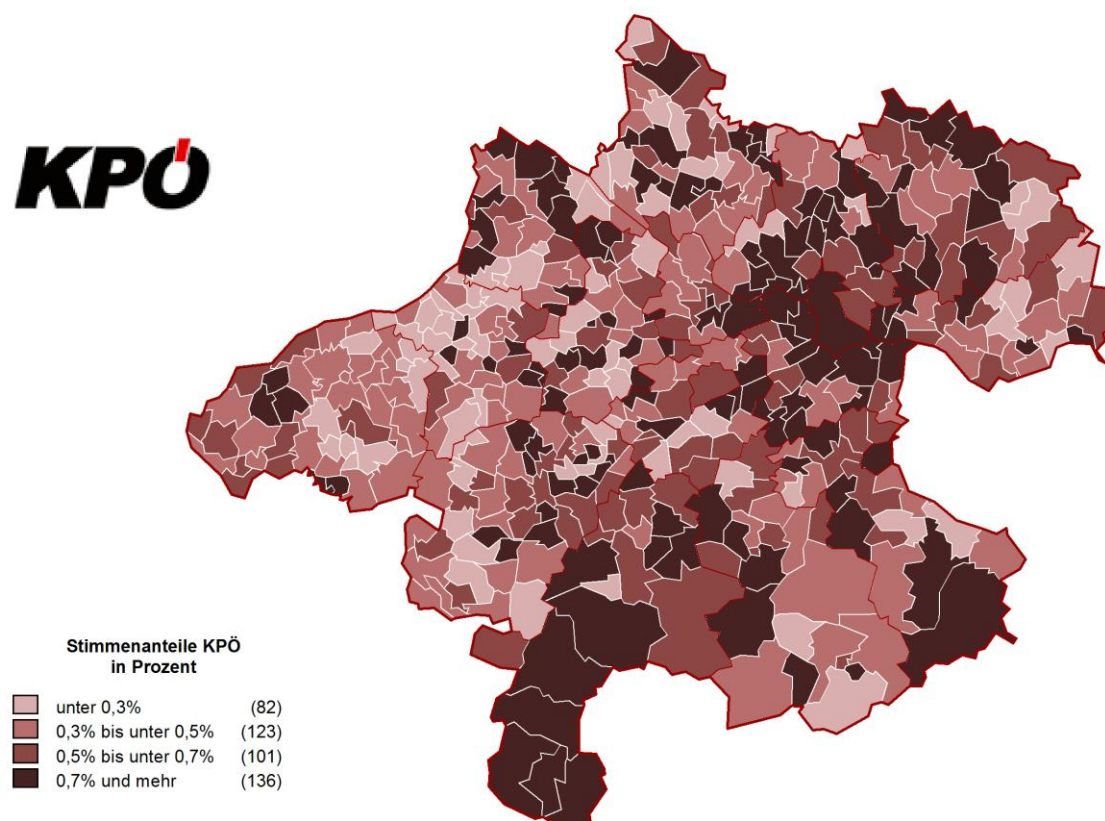 KPÖ
Stimmenanteile KPÖ
in Prozent
unter 0,3% (82)
0,3% bis unter 0,5% (123)
0,5% bis unter 0,7% (101)
0,7% und mehr (136)